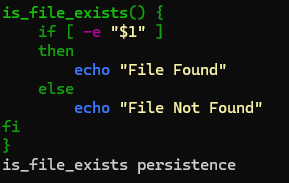 is_file_exists() {
    if [ -e "$1" ]
    then
        echo "File Found"
    else
        echo "File Not Found"
fi
}
is_file_exists persistence